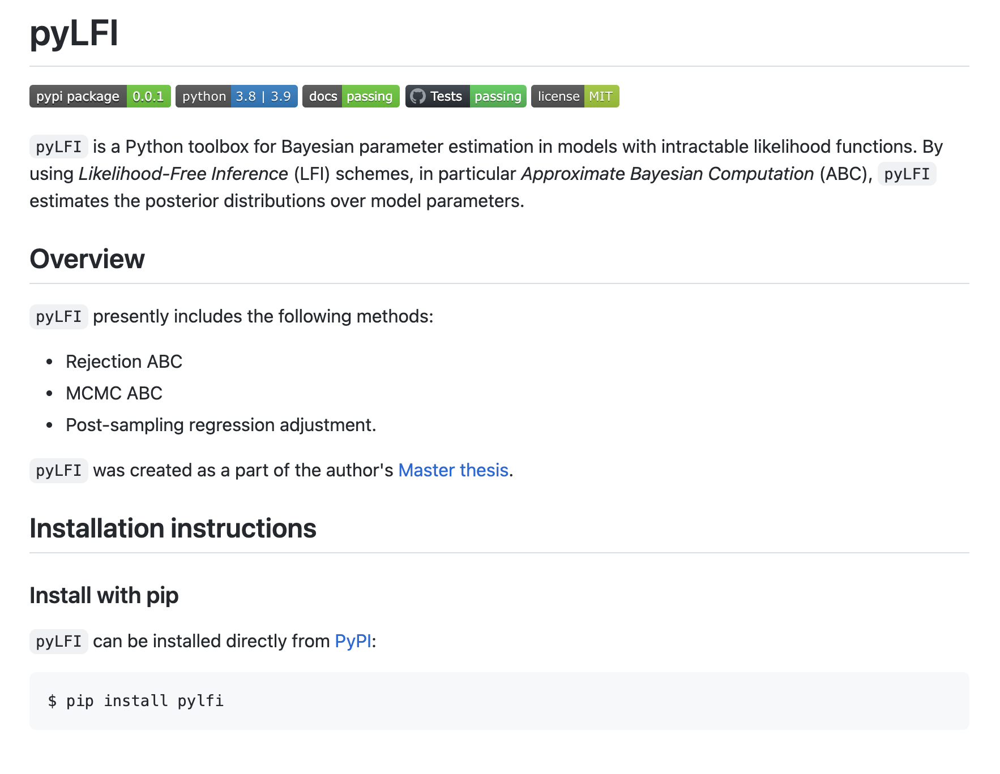 pyLFI
pypi package 0.0.1 python 3.8 | 3.9 docs passing Tests passing license MIT
pyLFI is a Python toolbox for Bayesian parameter estimation in models with intractable likelihood functions. By
using Likelihood-Free Inference (LFI) schemes, in particular Approximate Bayesian Computation (ABC), pyLFI
estimates the posterior distributions over model parameters.
Overview
pyLFI presently includes the following methods:
• Rejection ABC
• MCMC ABC
• Post-sampling regression adjustment.
pyLFI was created as a part of the author's Master thesis.
Installation instructions
Install with pip
pyLFI can be installed directly from PyPI:
$ pip install pylfi